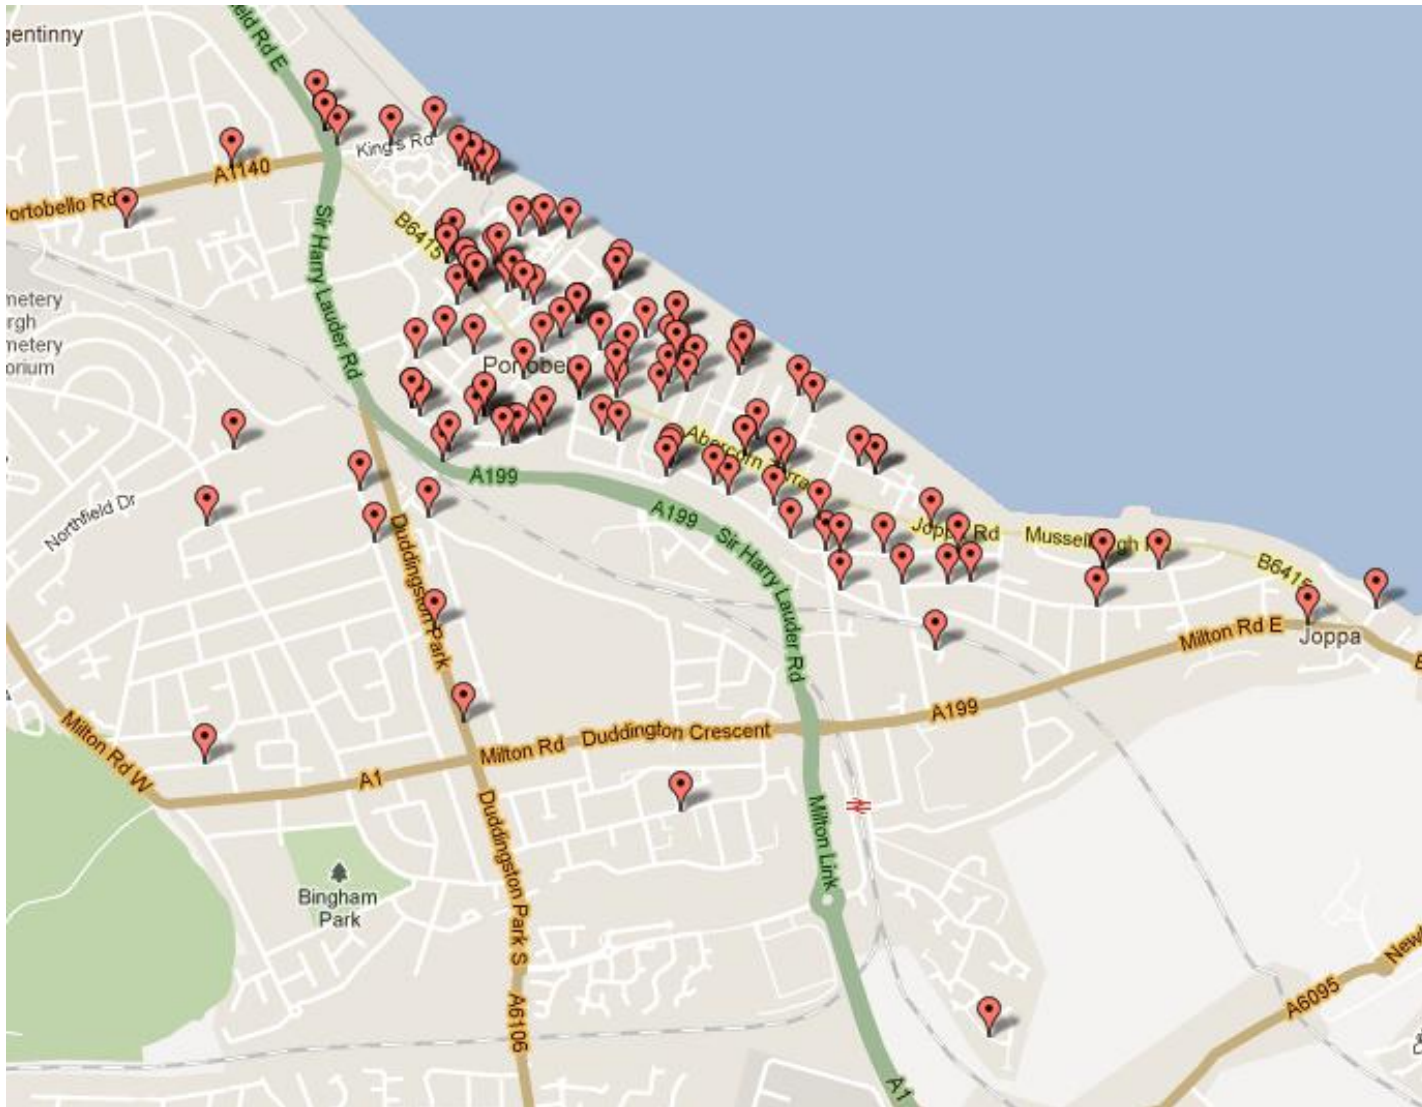 gentinny
eld Rd E
King's Rd
A1140
ortobello Rd
B6415
Sir Harry Lauder Rd
metery
rgh
metery
orium
A199
A199
Sir Harry Lauder Rd
Northfield Dr
Duddingston Park
Joppa Rd
B6415
Milton Rd E
Joppa
Milton Rd W
A1
Milton Rd
Duddingston Crescent
A199
Milton Link
Duddingston Park S
Bingham
Park
A6106
A6095
A1